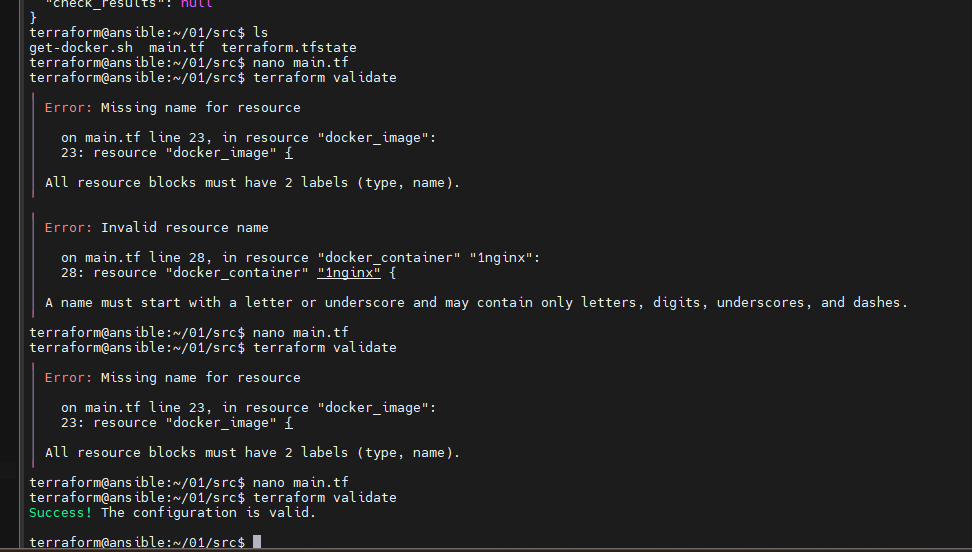 "check_results": null
}
terraform@ansible:~/01/src$ ls
get-docker.sh  main.tf  terraform.tfstate
terraform@ansible:~/01/src$ nano main.tf
terraform@ansible:~/01/src$ terraform validate
Error: Missing name for resource
on main.tf line 23, in resource "docker_image":
23: resource "docker_image" {
All resource blocks must have 2 labels (type, name).
Error: Invalid resource name
on main.tf line 28, in resource "docker_container" "1nginx":
28: resource "docker_container" "1nginx" {
A name must start with a letter or underscore and may contain only letters, digits, underscores, and dashes.
terraform@ansible:~/01/src$ nano main.tf
terraform@ansible:~/01/src$ terraform validate
Error: Missing name for resource
on main.tf line 23, in resource "docker_image":
23: resource "docker_image" {
All resource blocks must have 2 labels (type, name).
terraform@ansible:~/01/src$ nano main.tf
terraform@ansible:~/01/src$ terraform validate
Success! The configuration is valid.
terraform@ansible:~/01/src$